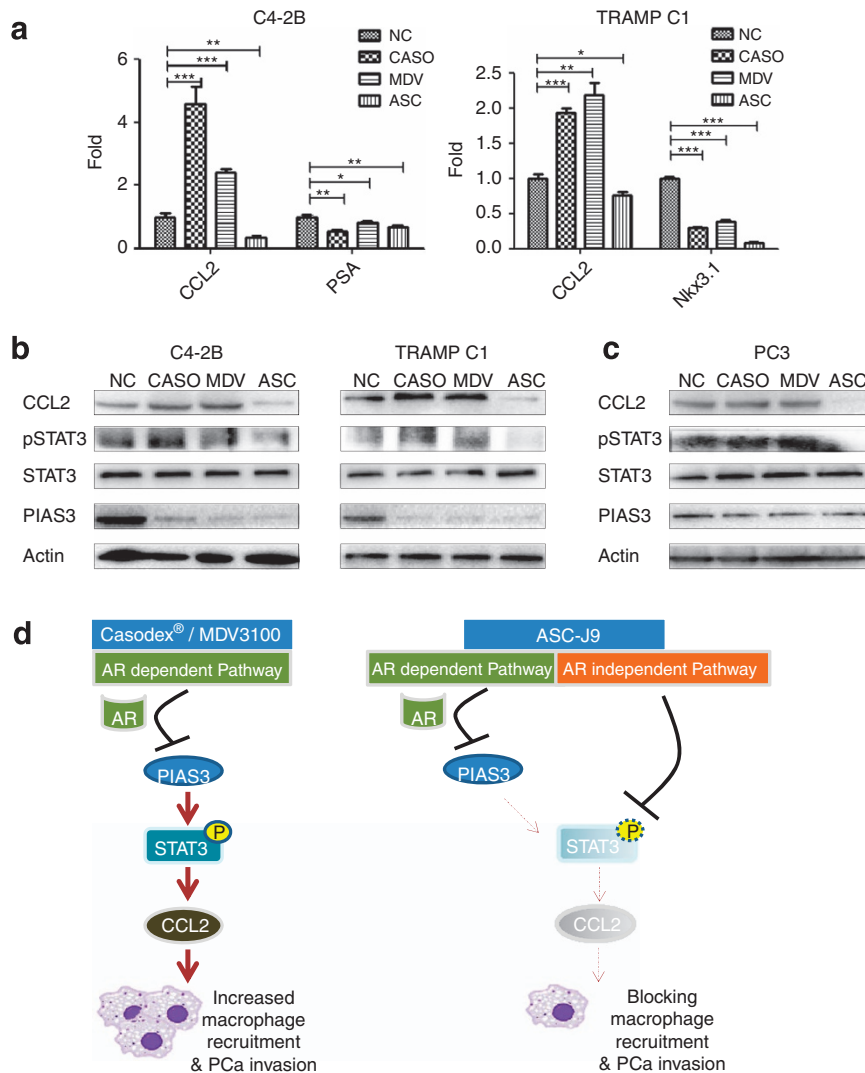 a
C4-2B
NC
CASO
MDV
ASC
Fold
6
4
2
0
**
***
***
**
*
**
CCL2
PSA
TRAMP C1
NC
CASO
MDV
ASC
Fold
2.5
2.0
1.5
1.0
0.5
0.0
*
**
***
***
***
***
CCL2
Nkx3.1
b
C4-2B
TRAMP C1
NC CASO MDV ASC
NC CASO MDV ASC
CCL2
pSTAT3
STAT3
PIAS3
Actin
c
PC3
NC CASO MDV ASC
CCL2
pSTAT3
STAT3
PIAS3
Actin
d
Casodex® / MDV3100
AR dependent Pathway
AR
PIAS3
P
STAT3
CCL2
Increased
macrophage
recruitment
& PCa invasion
ASC-J9
AR dependent Pathway
AR independent Pathway
AR
PIAS3
P
STAT3
CCL2
Blocking
macrophage
recruitment
& PCa invasion